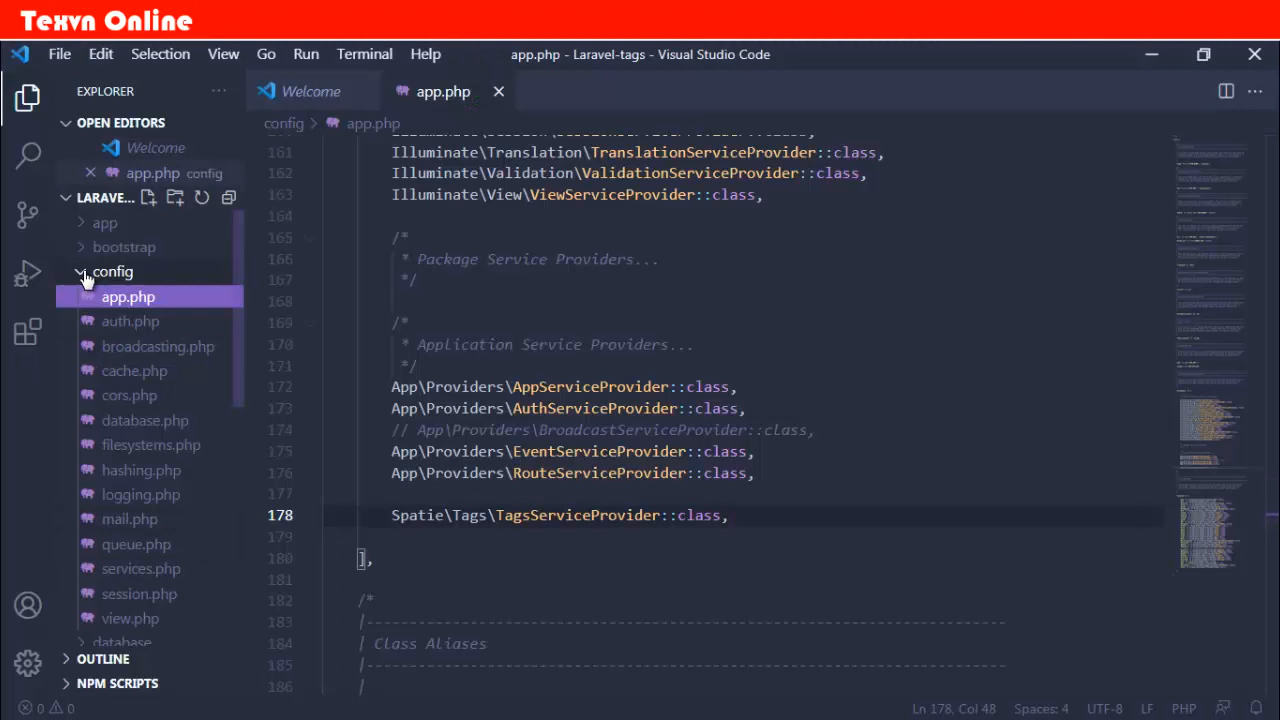 Texvn Online
File Edit Selection View Go Run Terminal Help app.php - Laravel-tags - Visual Studio Code
EXPLORER ···
Welcome
app.php
OPEN EDITORS
Welcome
app.php config
LARAVE...
app
bootstrap
config
app.php
auth.php
broadcasting.php
cache.php
cors.php
database.php
filesystems.php
hashing.php
logging.php
mail.php
queue.php
services.php
session.php
view.php
database
OUTLINE
NPM SCRIPTS
config > app.php
161 Illuminate\Translation\TranslationServiceProvider::class,
162 Illuminate\Validation\ValidationServiceProvider::class,
163 Illuminate\View\ViewServiceProvider::class,
164
165 /*
166 * Package Service Providers...
167 */
168
169 /*
170 * Application Service Providers...
171 */
172 App\Providers\AppServiceProvider::class,
173 App\Providers\AuthServiceProvider::class,
174 // App\Providers\BroadcastServiceProvider::class,
175 App\Providers\EventServiceProvider::class,
176 App\Providers\RouteServiceProvider::class,
177
178 Spatie\Tags\TagsServiceProvider::class,
179
180 ],
181
182 /*
183 |--------------------------------------------------------------------------
184 | Class Aliases
185 |--------------------------------------------------------------------------
186 |
0 0 Ln 178, Col 48 Spaces: 4 UTF-8 LF PHP